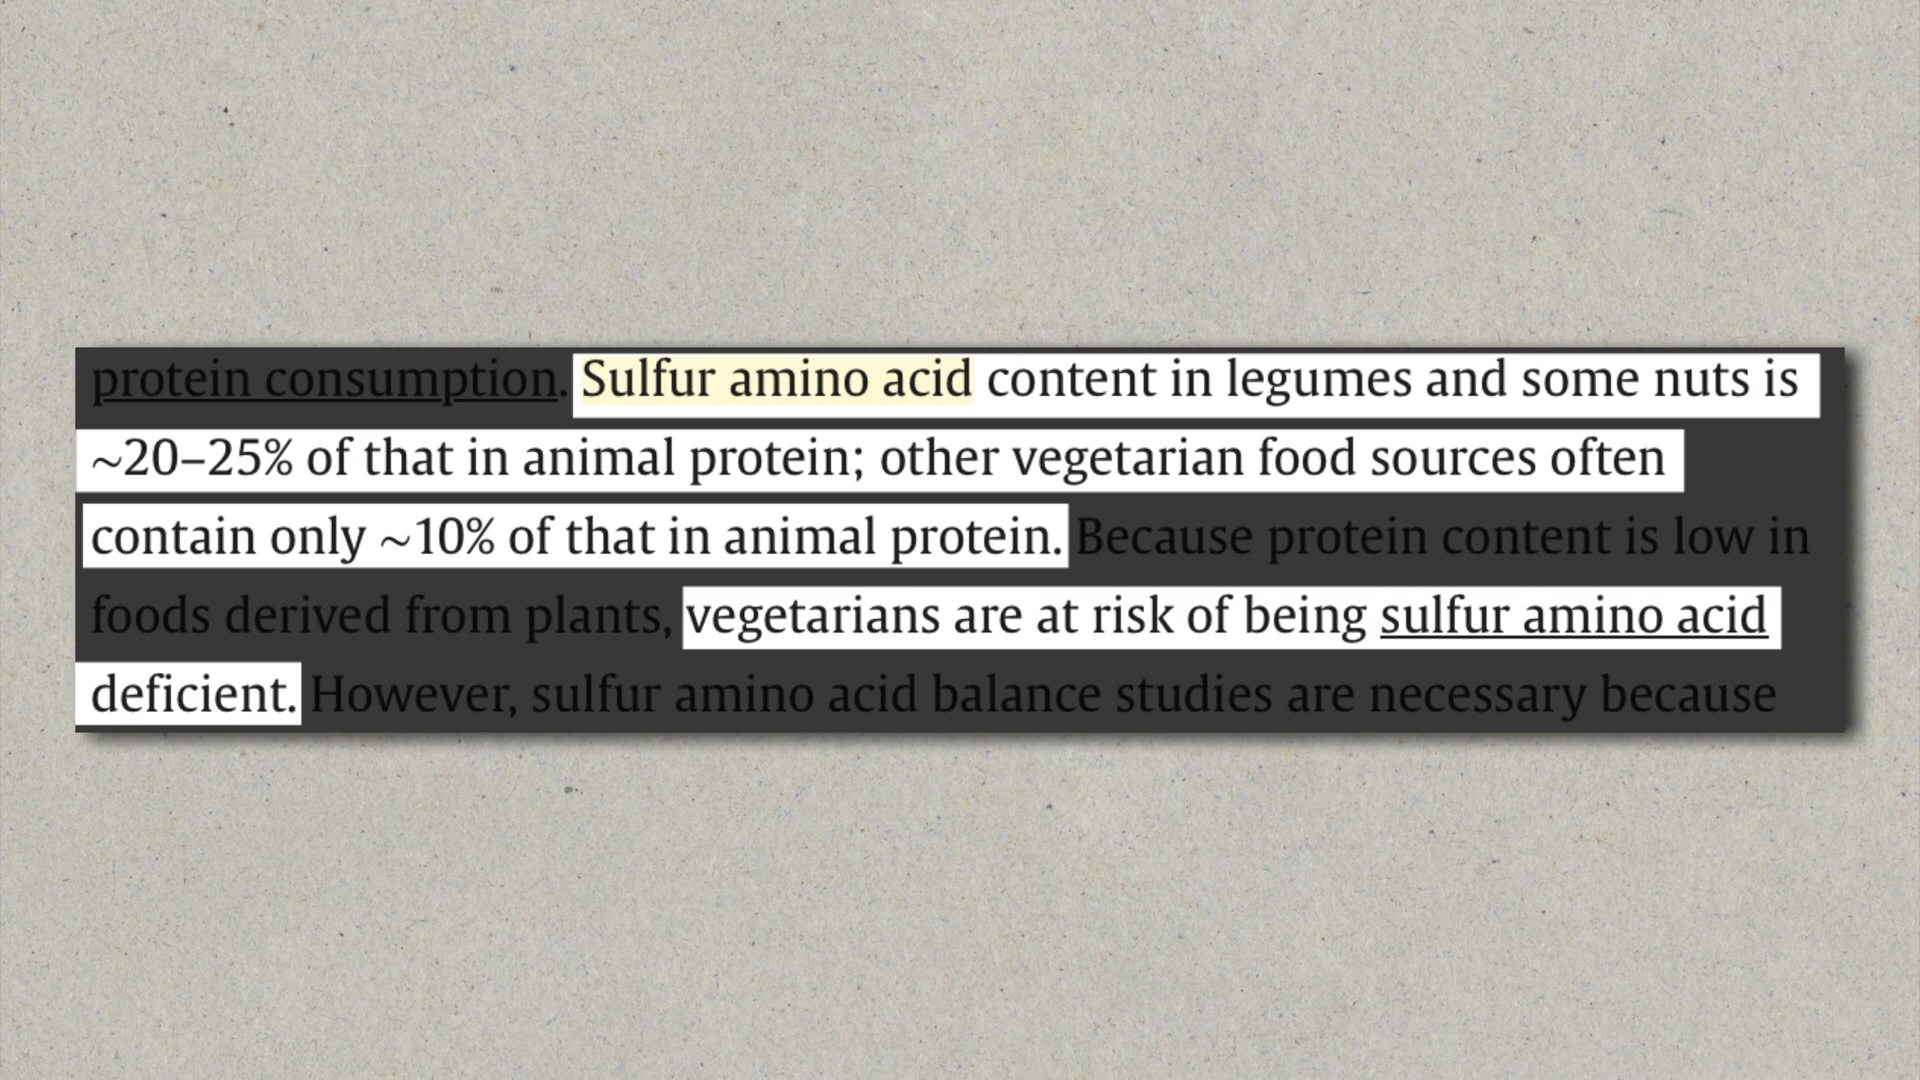 protein consumption. Sulfur amino acid content in legumes and some nuts is
~20–25% of that in animal protein; other vegetarian food sources often
contain only ~10% of that in animal protein. Because protein content is low in
foods derived from plants, vegetarians are at risk of being sulfur amino acid
deficient. However, sulfur amino acid balance studies are necessary because